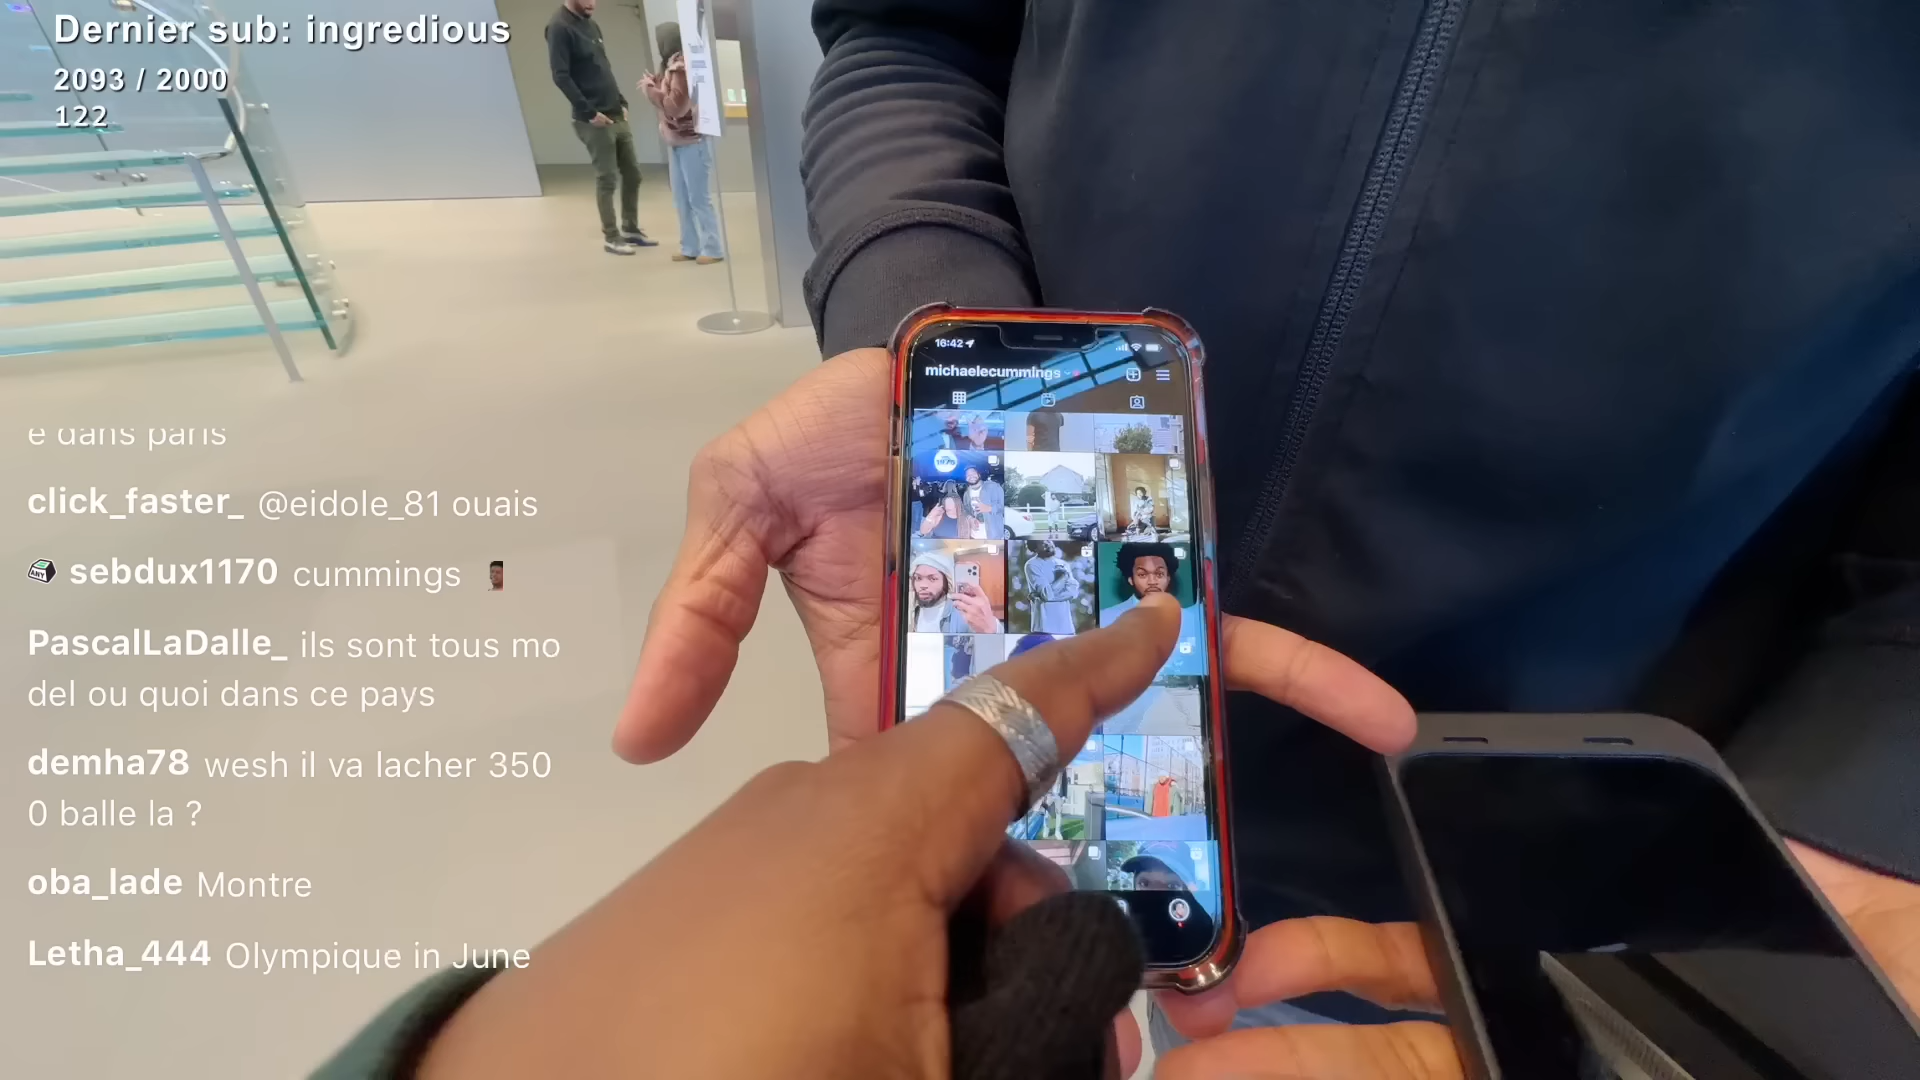 Dernier sub: ingredious
2093 / 2000
122
e dans paris
click_faster_ @eidole_81 ouais
sebdux1170 cummings
PascalLaDalle_ ils sont tous mo
del ou quoi dans ce pays
demha78 wesh il va lacher 350
0 balle la ?
oba_lade Montre
Letha_444 Olympique in June
16:42
michaelecummings